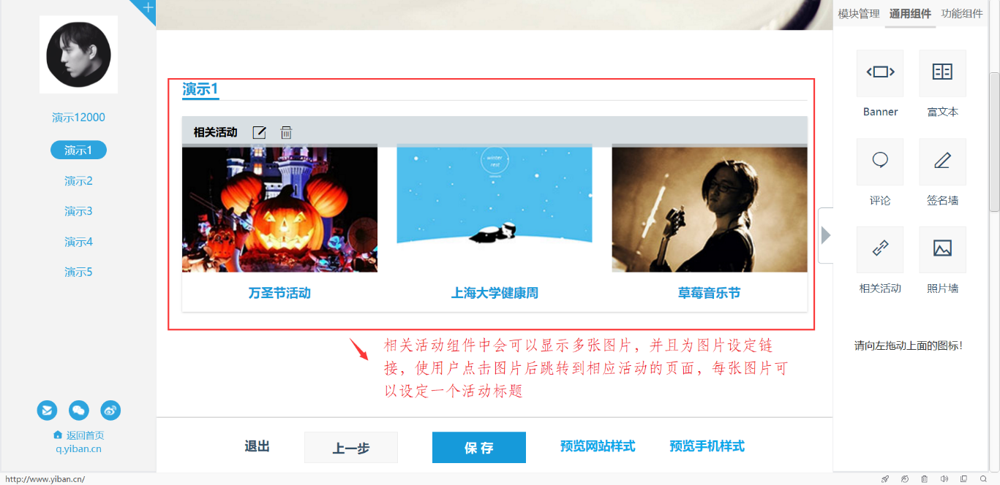 模块管理 通用组件 功能组件
演示12000
演示1
演示2
演示3
演示4
演示5
返回首页
q.yiban.cn
演示1
相关活动
winter
rest
万圣节活动
上海大学健康周
草莓音乐节
相关活动组件中会可以显示多张图片，并且为图片设定链
接，使用户点击图片后跳转到相应活动的页面，每张图片可
以设定一个活动标题
退出
上一步
保 存
预览网站样式
预览手机样式
Banner
富文本
评论
签名墙
相关活动
照片墙
请向左拖动上面的图标！
http://www.yiban.cn/